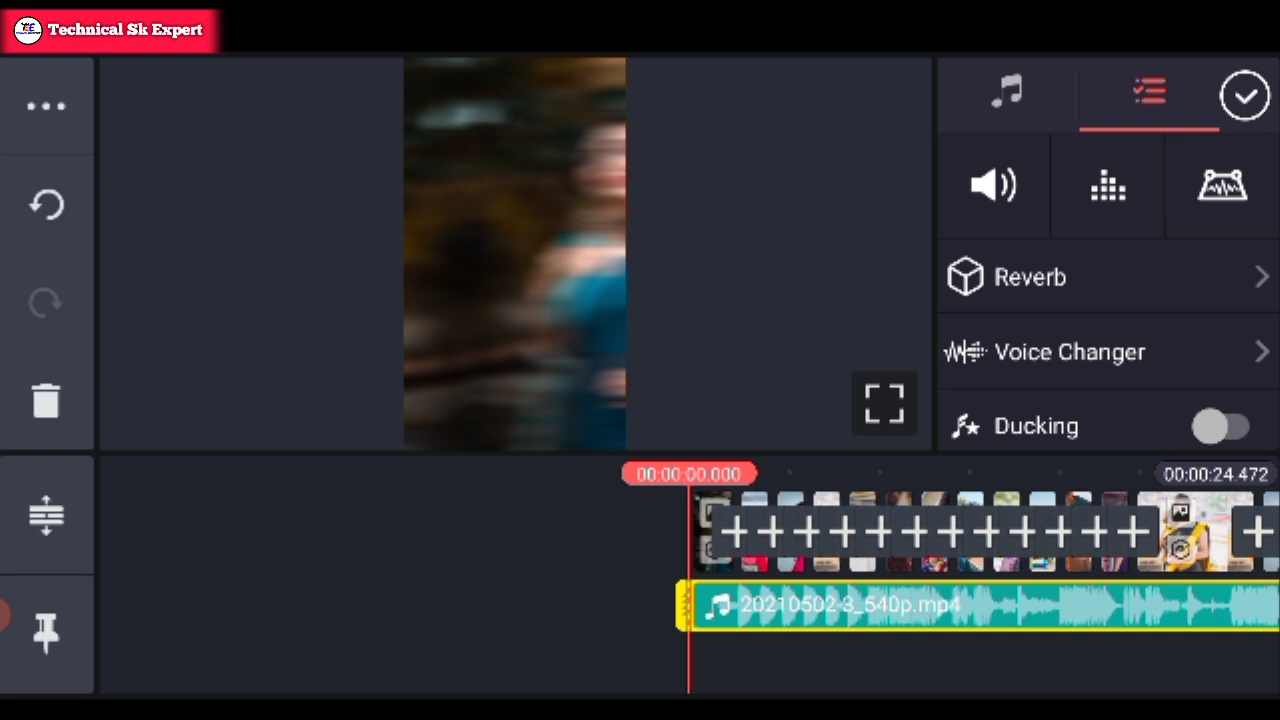 Technical Sk Expert
Reverb
Voice Changer
Ducking
00:00:00.000
00:00:24.472
20210502-3_540p.mp4